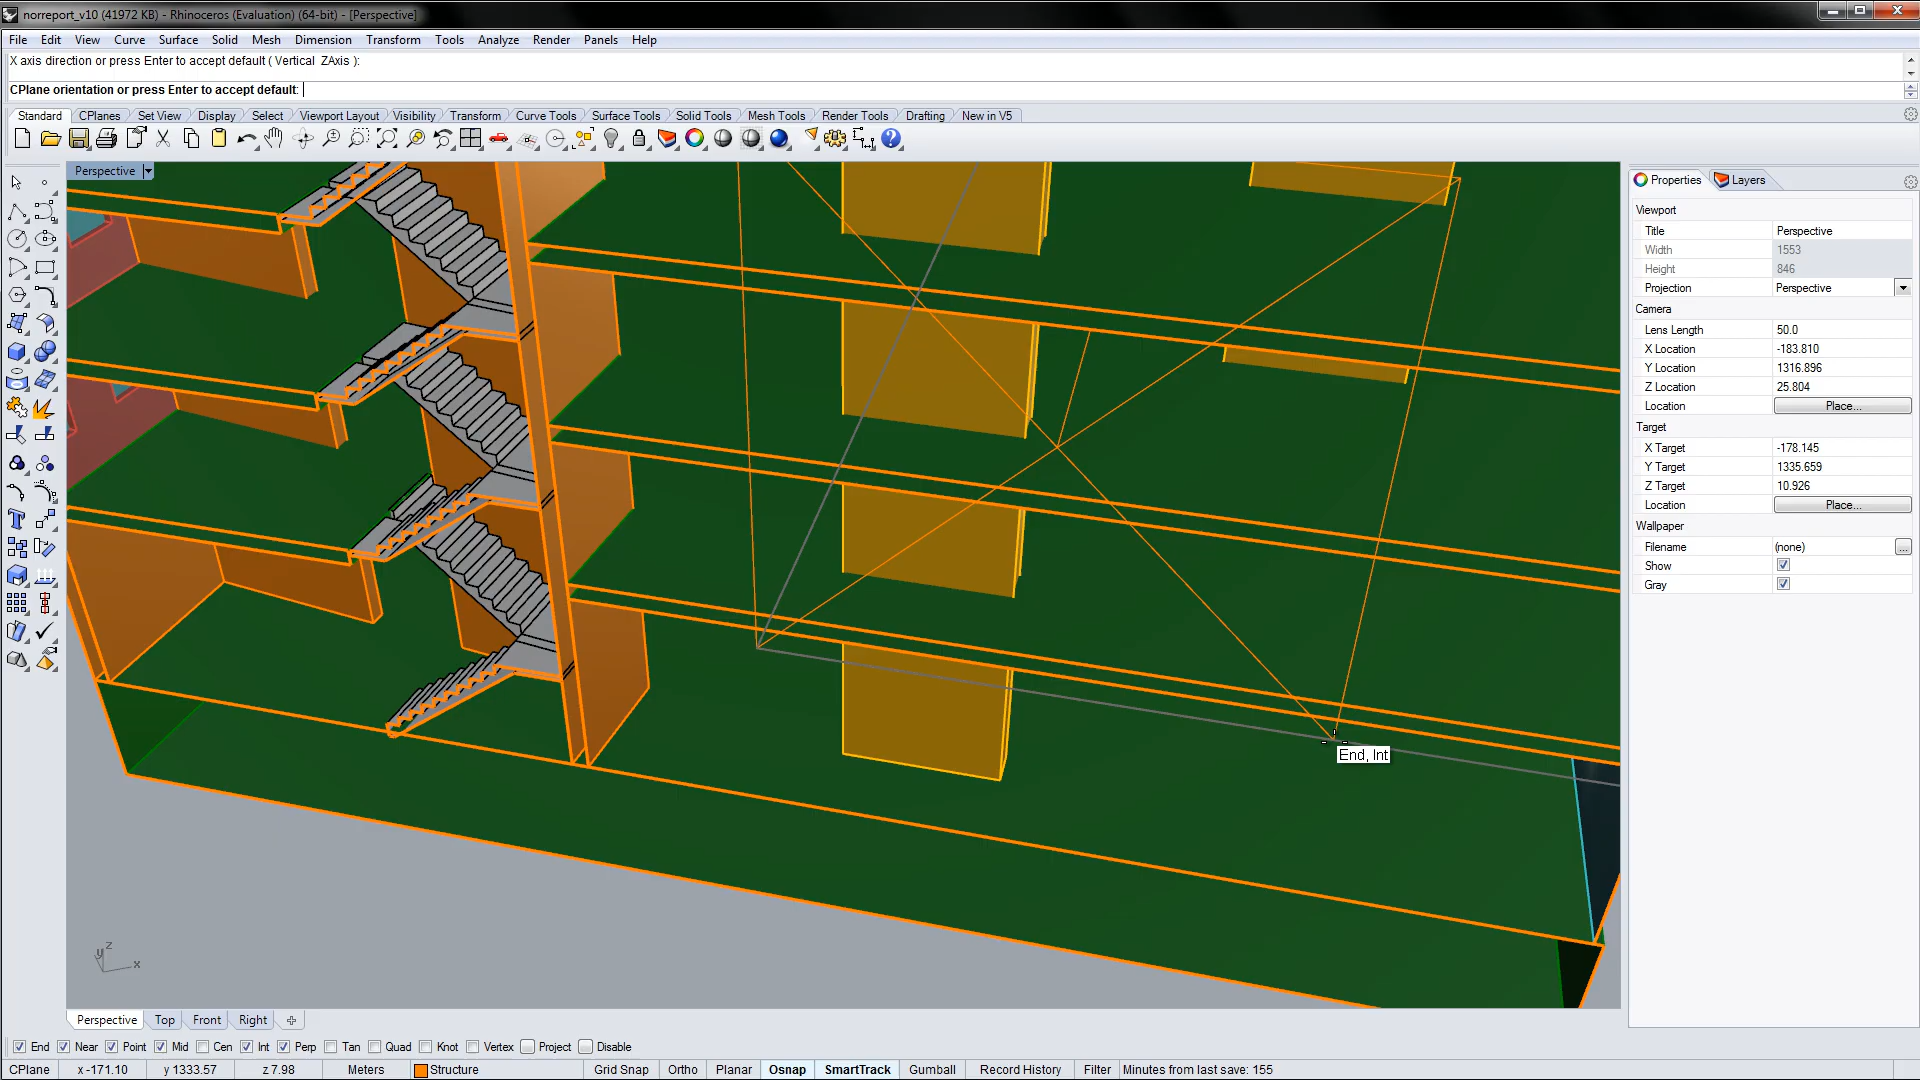 norreport_v10 (41972 KB) - Rhinoceros (Evaluation) (64-bit) - [Perspective]
File Edit View Curve Surface Solid Mesh Dimension Transform Tools Analyze Render Panels Help
X axis direction or press Enter to accept default ( Vertical ZAxis ):
CPlane orientation or press Enter to accept default:
Standard CPlanes Set View Display Select Viewport Layout Visibility Transform Curve Tools Surface Tools Solid Tools Mesh Tools Render Tools Drafting New in V5
Perspective
Properties Layers
Viewport
Title Perspective
Width 1553
Height 846
Projection Perspective
Camera
Lens Length 50.0
X Location -183.810
Y Location 1316.896
Z Location 25.804
Location Place...
Target
X Target -178.145
Y Target 1335.659
Z Target 10.926
Location Place...
Wallpaper
Filename (none) ...
Show
Gray
End, Int
z
y
x
Perspective Top Front Right
End Near Point Mid Cen Int Perp Tan Quad Knot Vertex Project Disable
CPlane x -171.10 y 1333.57 z 7.98 Meters Structure Grid Snap Ortho Planar Osnap SmartTrack Gumball Record History Filter Minutes from last save: 155